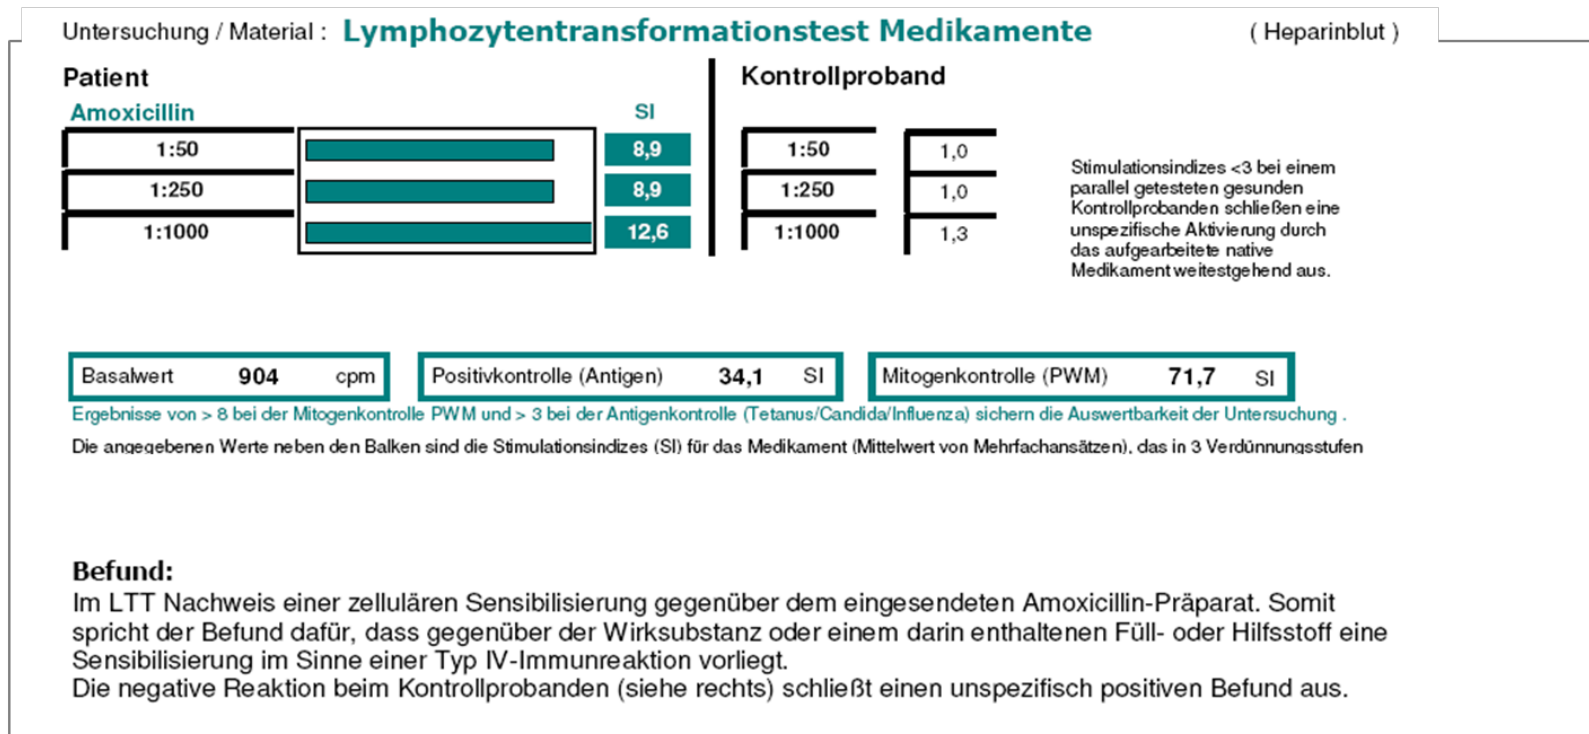 Untersuchung / Material : Lymphozytentransformationstest Medikamente ( Heparinblut )
Patient
Amoxicillin SI
1:50 8,9
1:250 8,9
1:1000 12,6
Kontrollproband
1:50 1,0
1:250 1,0
1:1000 1,3
Stimulationsindizes <3 bei einem
parallel getesteten gesunden
Kontrollprobanden schließen eine
unspezifische Aktivierung durch
das aufgearbeitete native
Medikament weitestgehend aus.
Basalwert 904 cpm
Positivkontrolle (Antigen) 34,1 SI
Mitogenkontrolle (PWM) 71,7 SI
Ergebnisse von > 8 bei der Mitogenkontrolle PWM und > 3 bei der Antigenkontrolle (Tetanus/Candida/Influenza) sichern die Auswertbarkeit der Untersuchung .
Die angegebenen Werte neben den Balken sind die Stimulationsindizes (SI) für das Medikament (Mittelwert von Mehrfachansätzen), das in 3 Verdünnungsstufen
Befund:
Im LTT Nachweis einer zellulären Sensibilisierung gegenüber dem eingesendeten Amoxicillin-Präparat. Somit
spricht der Befund dafür, dass gegenüber der Wirksubstanz oder einem darin enthaltenen Füll- oder Hilfsstoff eine
Sensibilisierung im Sinne einer Typ IV-Immunreaktion vorliegt.
Die negative Reaktion beim Kontrollprobanden (siehe rechts) schließt einen unspezifisch positiven Befund aus.